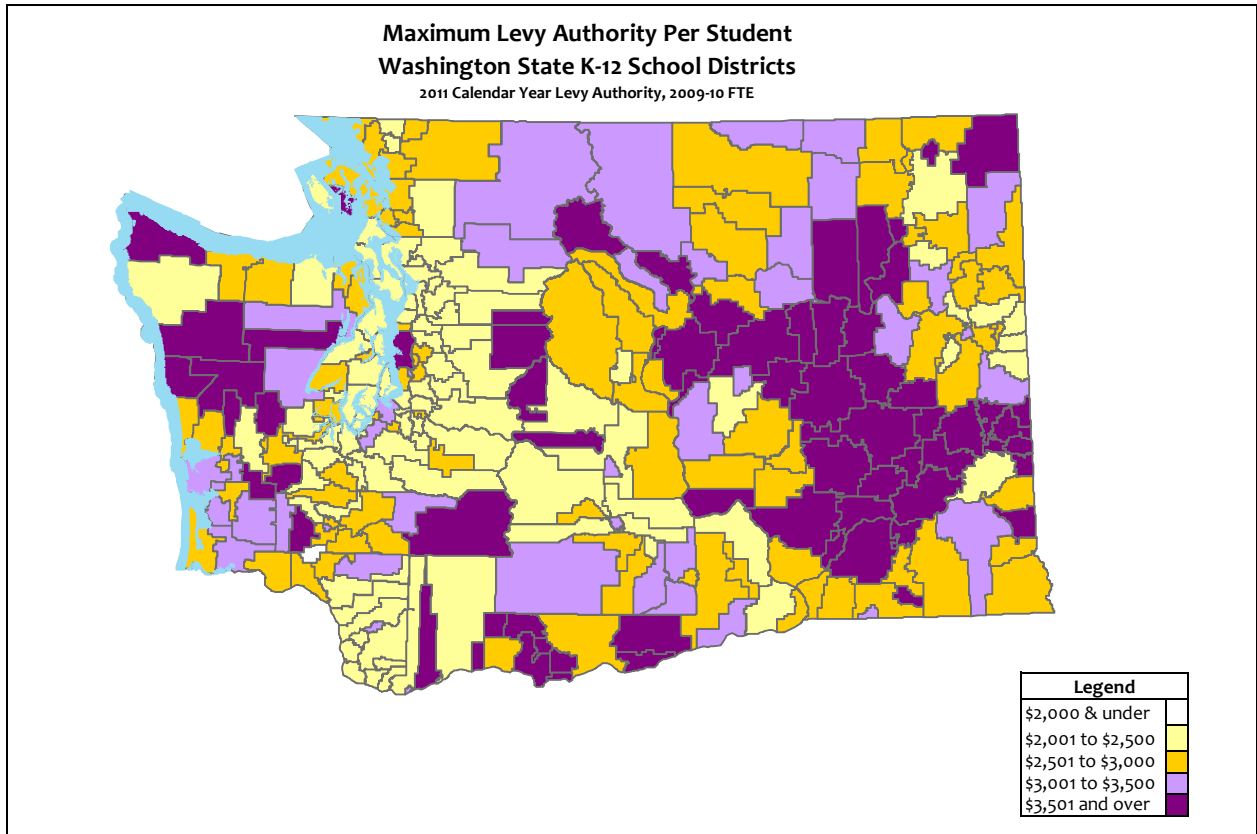 Maximum Levy Authority Per Student
Washington State K-12 School Districts
2011 Calendar Year Levy Authority, 2009-10 FTE
Legend
$2,000 & under
$2,001 to $2,500
$2,501 to $3,000
$3,001 to $3,500
$3,501 and over